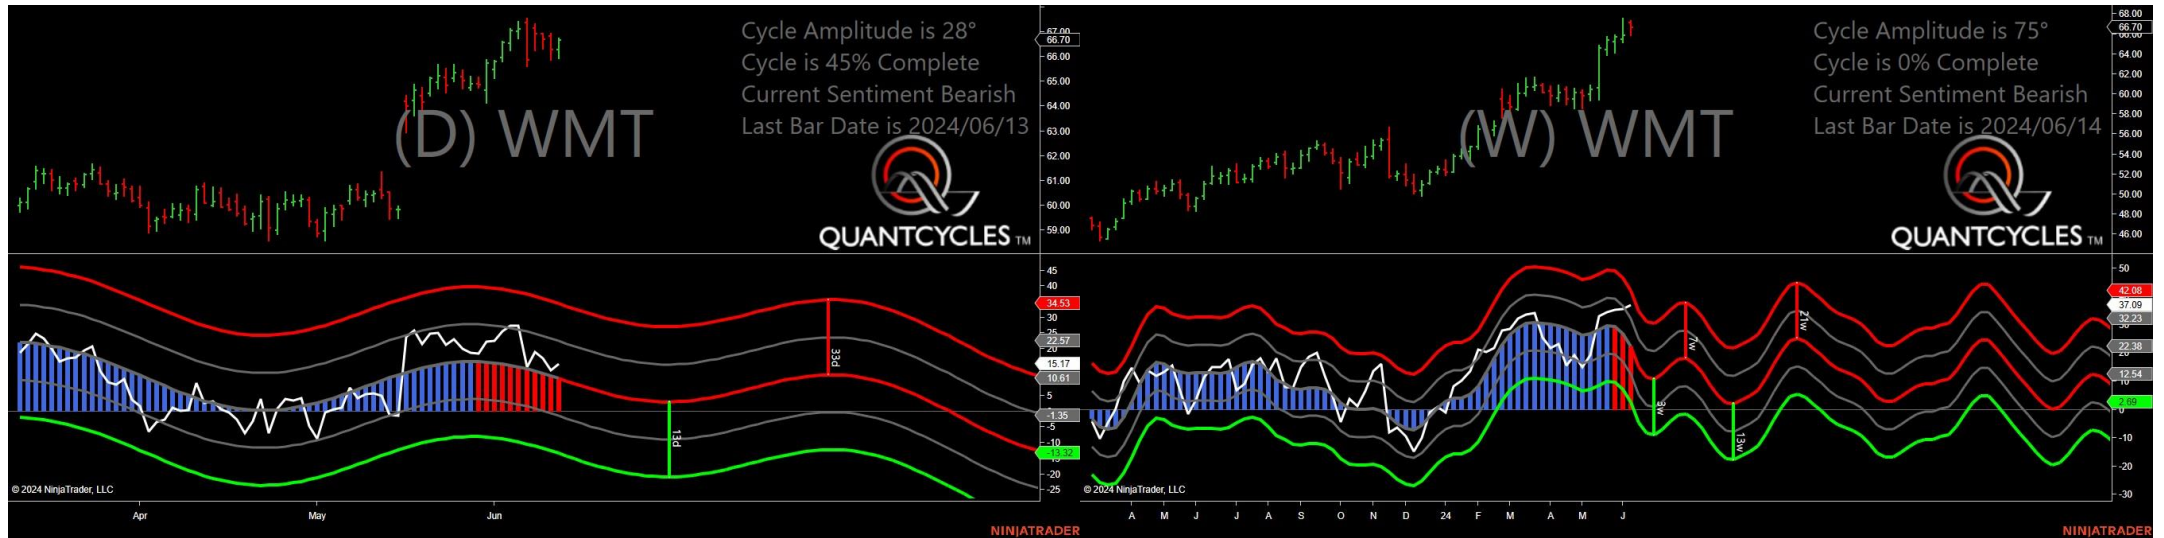 Cycle Amplitude is 28°
Cycle is 45% Complete
Current Sentiment Bearish
Last Bar Date is 2024/06/13
(D) WMT
QUANTCYCLES TM
67.00
66.70
66.00
65.00
64.00
63.00
62.00
61.00
60.00
59.00
45
40
34.53
30
22.57
20
15.17
10.61
5
-1.35
-5
-10
-13.32
-20
-25
33d
13d
© 2024 NinjaTrader, LLC
Apr May Jun
NINJATRADER
Cycle Amplitude is 75°
Cycle is 0% Complete
Current Sentiment Bearish
Last Bar Date is 2024/06/14
(W) WMT
QUANTCYCLES TM
68.00
66.70
66.00
64.00
62.00
60.00
58.00
56.00
54.00
52.00
50.00
48.00
46.00
50
42.08
37.09
32.23
22.38
12.54
2.69
0
-10
-20
-30
7w
21w
3w
13w
© 2024 NinjaTrader, LLC
A M J J A S O N D 24 F M A M J
NINJATRADER